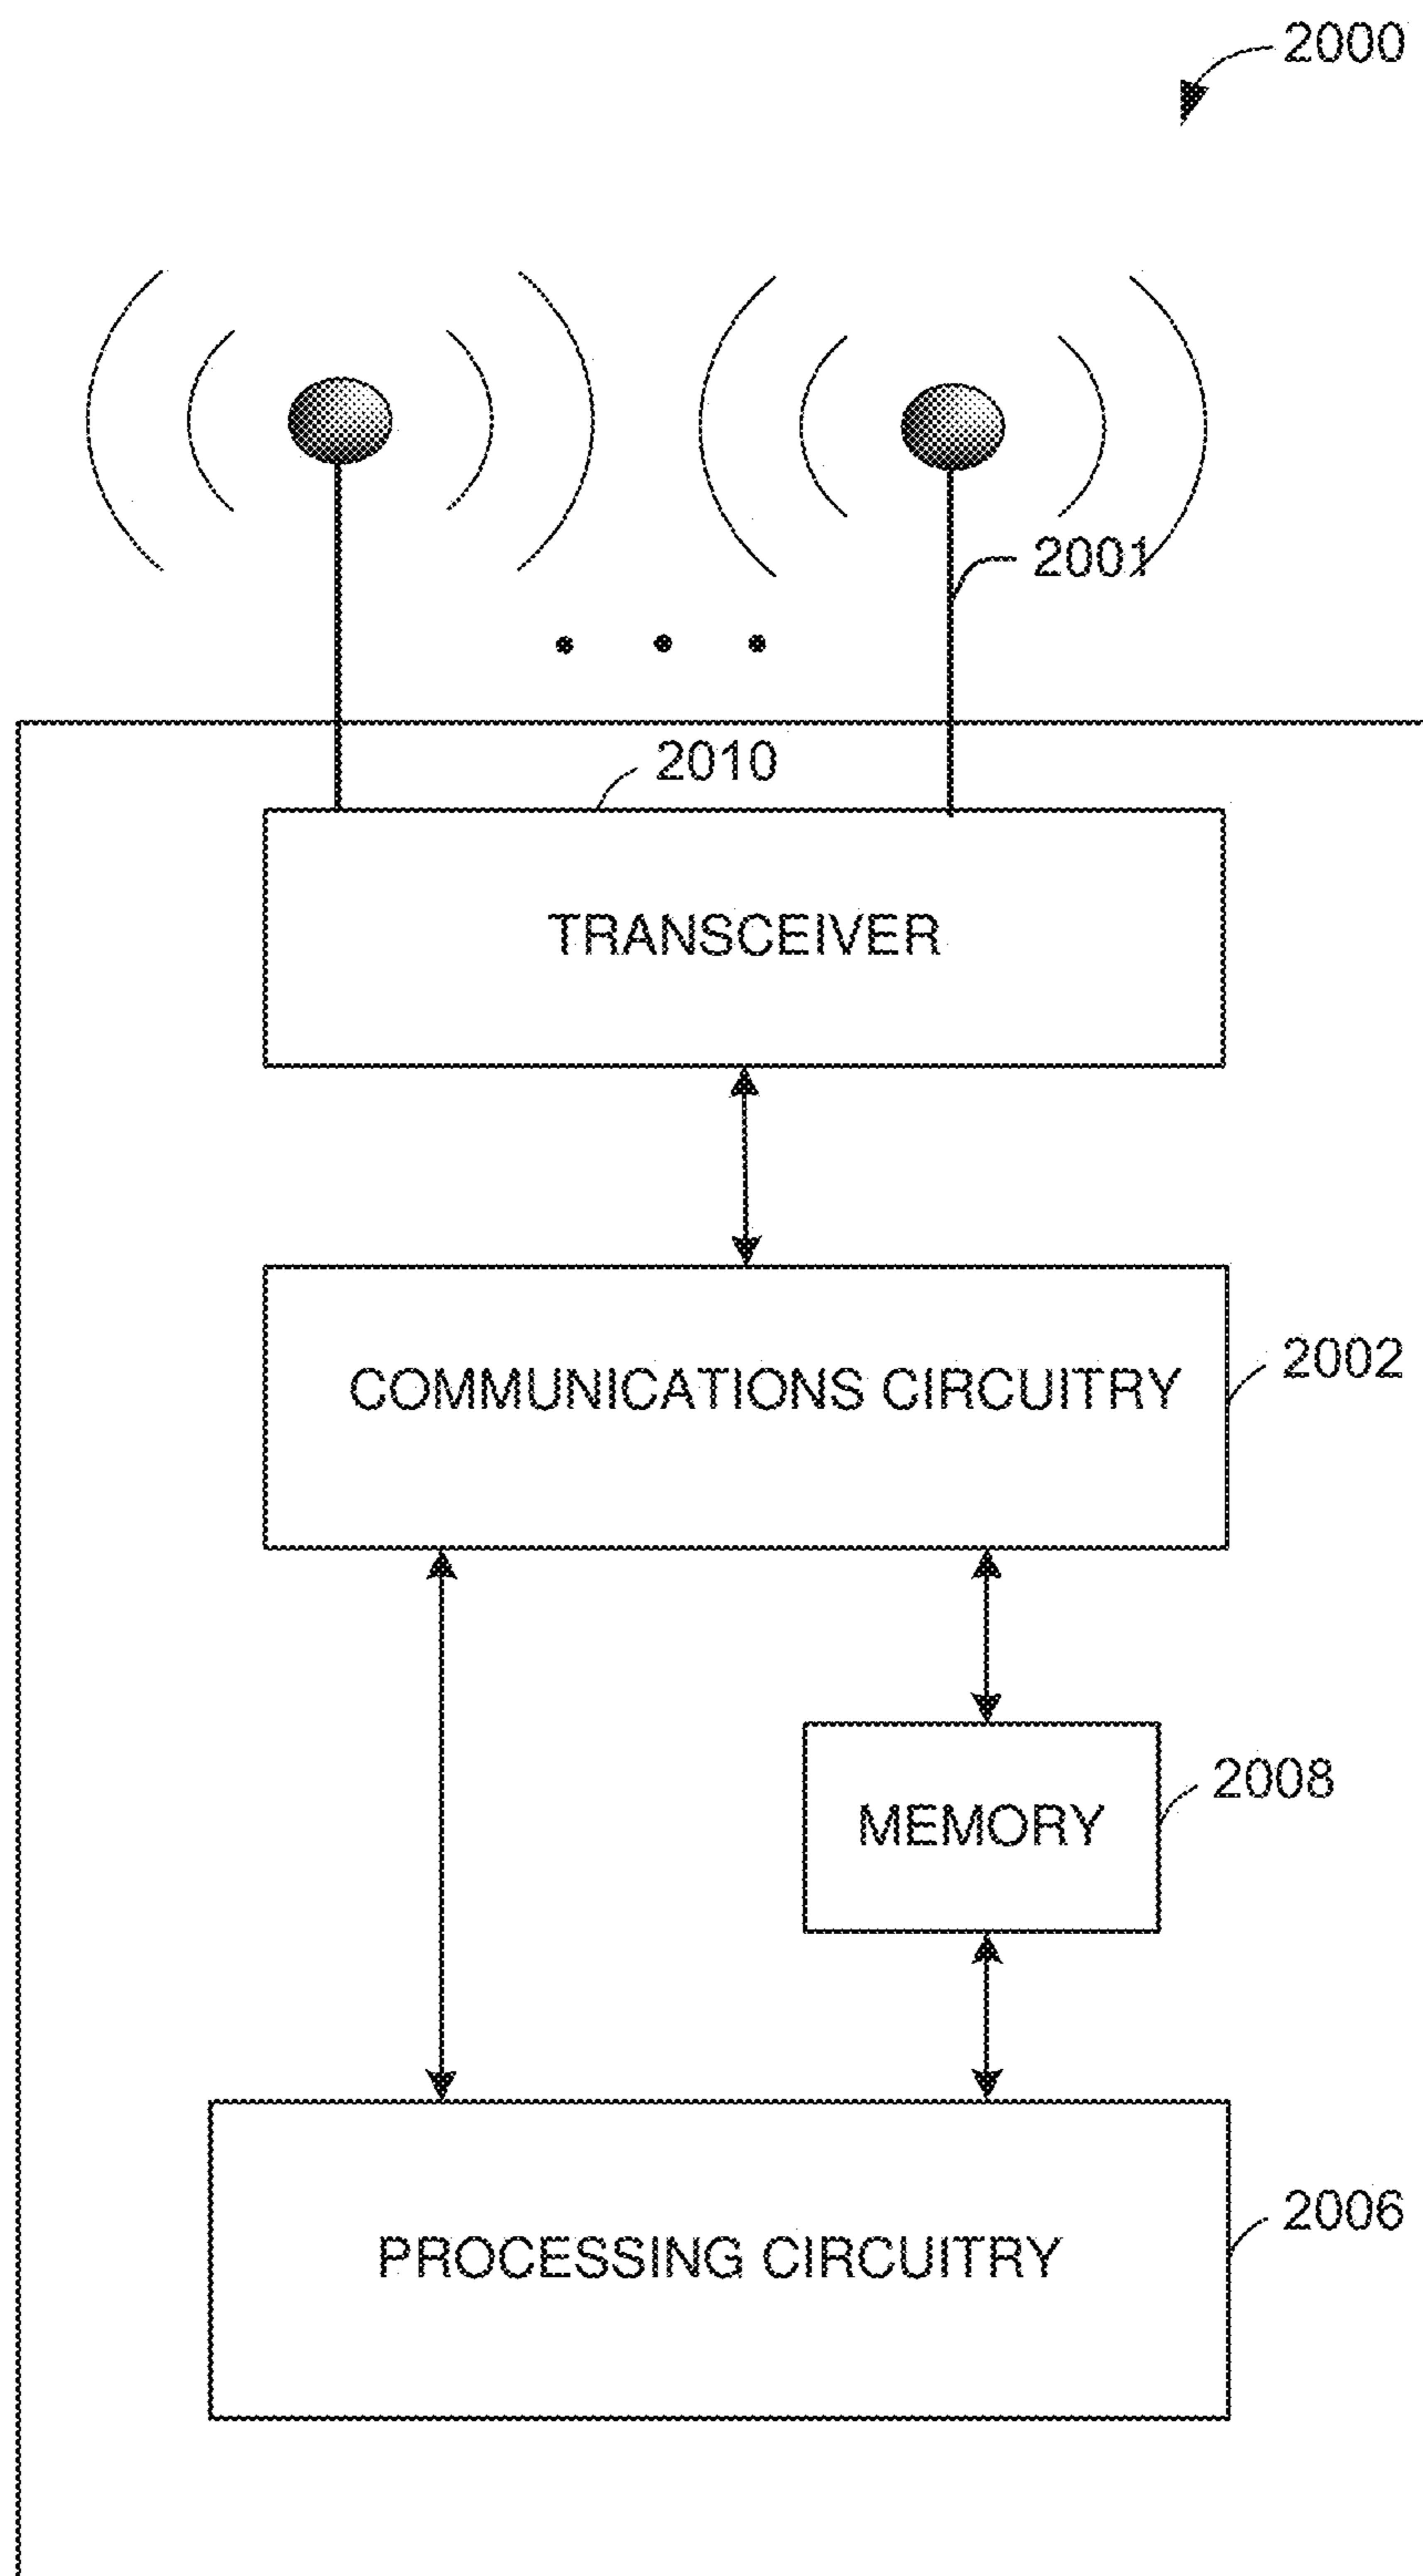 2000
2001
2010
TRANSCEIVER
COMMUNICATIONS CIRCUITRY
2002
MEMORY
2008
PROCESSING CIRCUITRY
2006